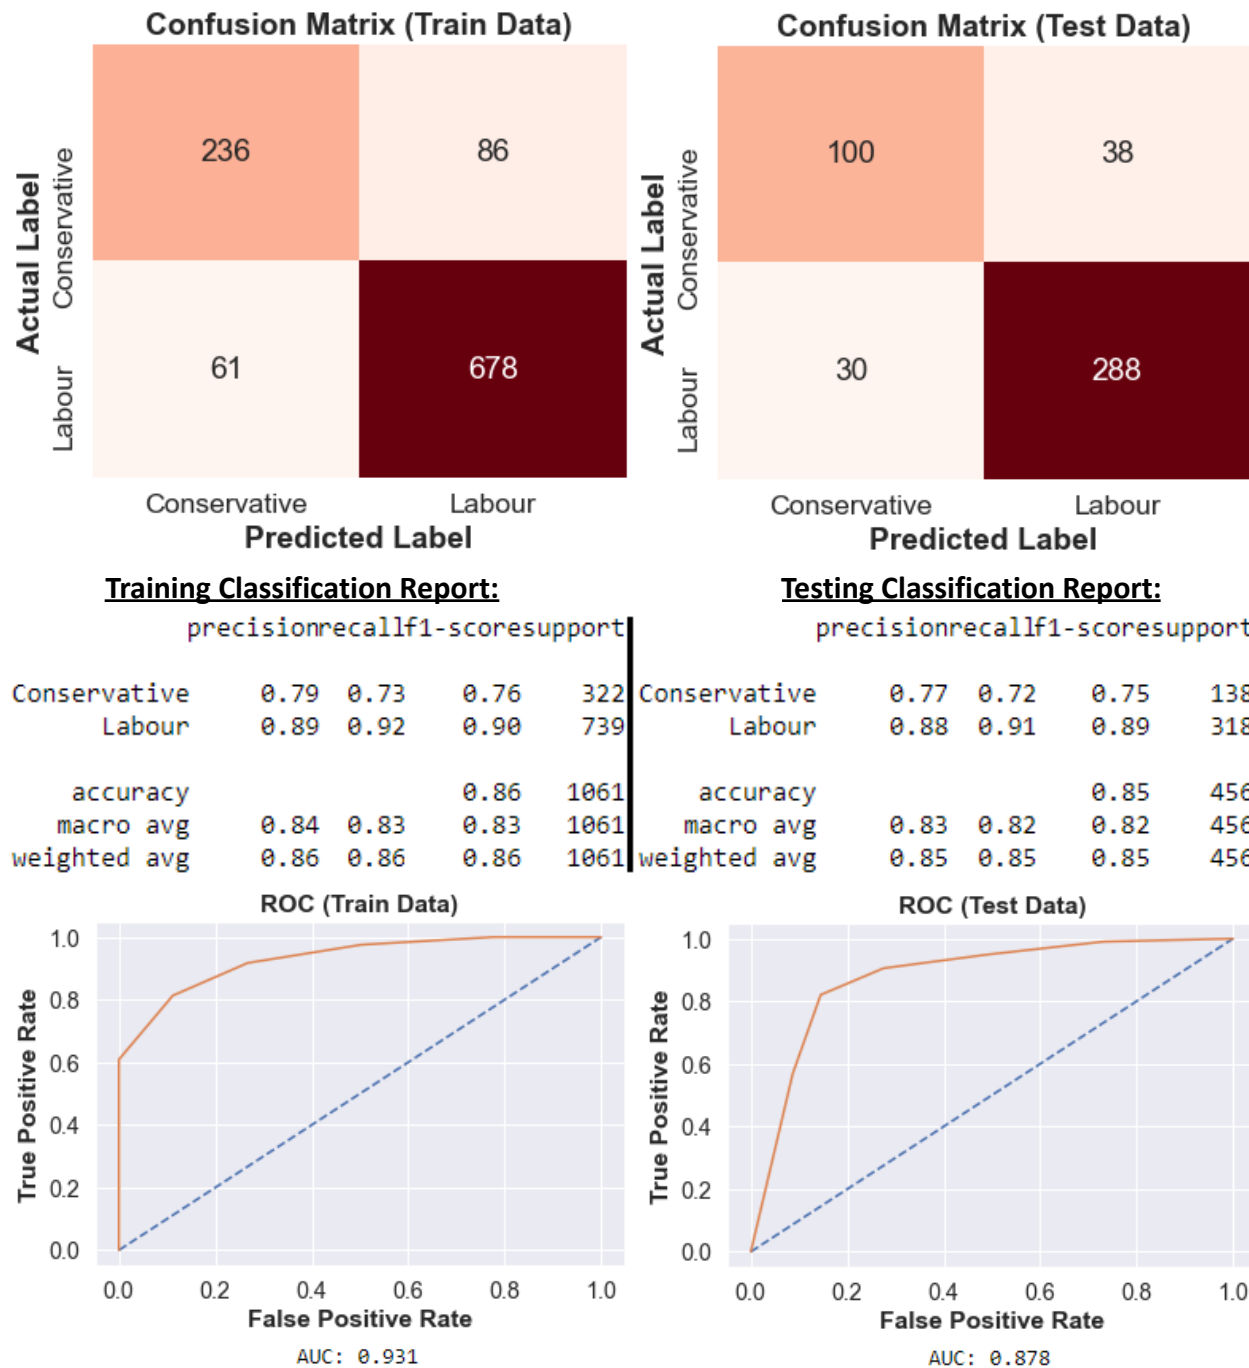 Confusion Matrix (Train Data)
Actual Label
Conservative
Labour
236 86
61 678
Conservative Labour
Predicted Label
Confusion Matrix (Test Data)
Actual Label
Conservative
Labour
100 38
30 288
Conservative Labour
Predicted Label
Training Classification Report:
precisionrecallf1-scoresupport
Conservative 0.79 0.73 0.76 322
Labour 0.89 0.92 0.90 739
accuracy 0.86 1061
macro avg 0.84 0.83 0.83 1061
weighted avg 0.86 0.86 0.86 1061
Testing Classification Report:
precisionrecallf1-scoresupport
Conservative 0.77 0.72 0.75 138
Labour 0.88 0.91 0.89 318
accuracy 0.85 456
macro avg 0.83 0.82 0.82 456
weighted avg 0.85 0.85 0.85 456
ROC (Train Data)
True Positive Rate
1.0
0.8
0.6
0.4
0.2
0.0
0.0 0.2 0.4 0.6 0.8 1.0
False Positive Rate
AUC: 0.931
ROC (Test Data)
True Positive Rate
1.0
0.8
0.6
0.4
0.2
0.0
0.0 0.2 0.4 0.6 0.8 1.0
False Positive Rate
AUC: 0.878